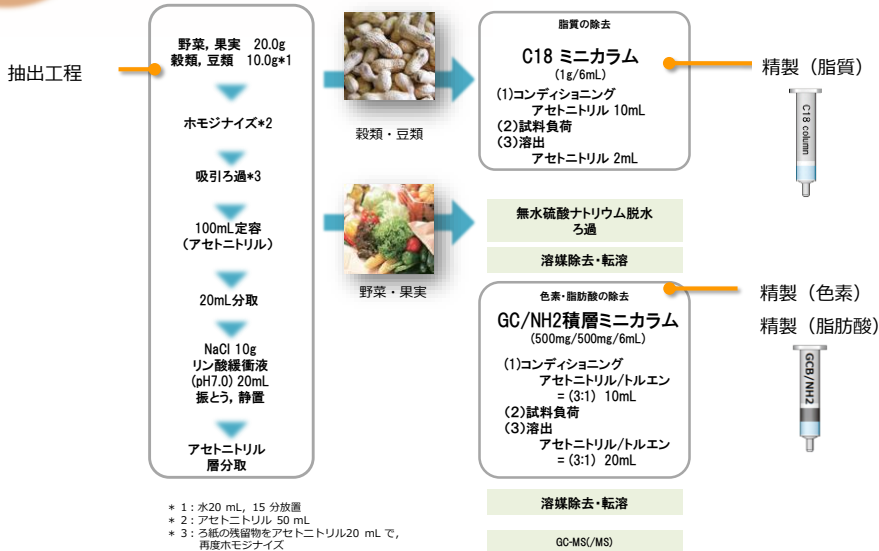 抽出工程
野菜, 果実 20.0g
穀類, 豆類 10.0g*1
ホモジナイズ*2
吸引ろ過*3
100mL定容
(アセトニトリル)
20mL分取
NaCl 10g
リン酸緩衝液
(pH7.0) 20mL
振とう, 静置
アセトニトリル
層分取
* 1:水20 mL, 15 分放置
* 2:アセトニトリル 50 mL
* 3:ろ紙の残留物をアセトニトリル20 mL で,
再度ホモジナイズ
穀類・豆類
野菜・果実
脂質の除去
C18 ミニカラム
(1g/6mL)
(1)コンディショニング
アセトニトリル 10mL
(2)試料負荷
(3)溶出
アセトニトリル 2mL
無水硫酸ナトリウム脱水
ろ過
溶媒除去・転溶
色素・脂肪酸の除去
GC/NH2積層ミニカラム
(500mg/500mg/6mL)
(1)コンディショニング
アセトニトリル/トルエン
= (3:1) 10mL
(2)試料負荷
(3)溶出
アセトニトリル/トルエン
= (3:1) 20mL
溶媒除去・転溶
GC-MS(/MS)
精製(脂質)
C18 column
精製(色素)
精製(脂肪酸)
GCB/NH2